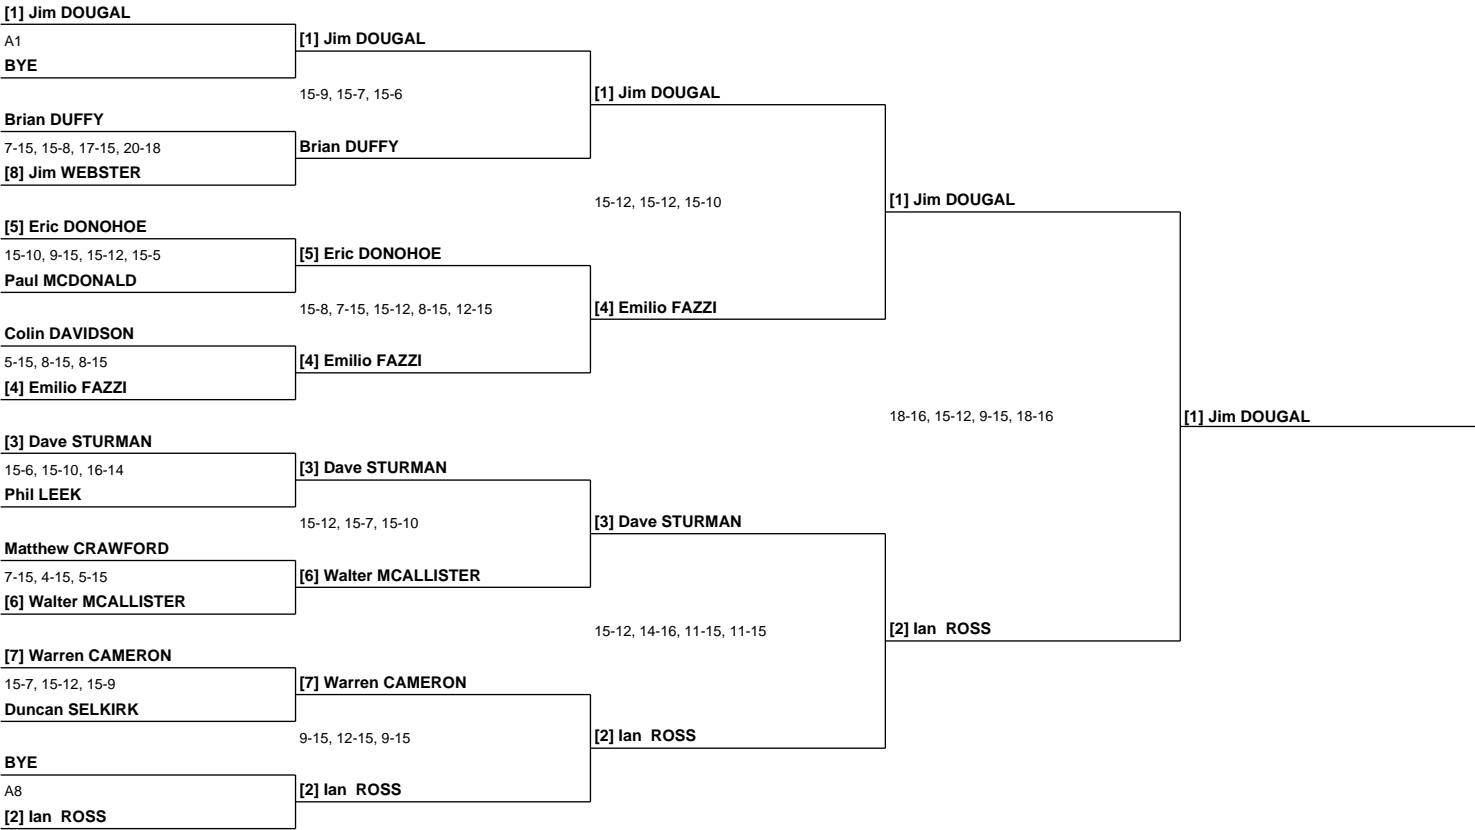 [1] Jim DOUGAL
A1
BYE
Brian DUFFY
7-15, 15-8, 17-15, 20-18
[8] Jim WEBSTER
[5] Eric DONOHOE
15-10, 9-15, 15-12, 15-5
Paul MCDONALD
Colin DAVIDSON
5-15, 8-15, 8-15
[4] Emilio FAZZI
[3] Dave STURMAN
15-6, 15-10, 16-14
Phil LEEK
Matthew CRAWFORD
7-15, 4-15, 5-15
[6] Walter MCALLISTER
[7] Warren CAMERON
15-7, 15-12, 15-9
Duncan SELKIRK
BYE
A8
[2] Ian  ROSS
[1] Jim DOUGAL
15-9, 15-7, 15-6
Brian DUFFY
[5] Eric DONOHOE
15-8, 7-15, 15-12, 8-15, 12-15
[4] Emilio FAZZI
[3] Dave STURMAN
15-12, 15-7, 15-10
[6] Walter MCALLISTER
[7] Warren CAMERON
9-15, 12-15, 9-15
[2] Ian  ROSS
[1] Jim DOUGAL
15-12, 15-12, 15-10
[4] Emilio FAZZI
[3] Dave STURMAN
15-12, 14-16, 11-15, 11-15
[2] Ian  ROSS
[1] Jim DOUGAL
18-16, 15-12, 9-15, 18-16
[2] Ian  ROSS
[1] Jim DOUGAL